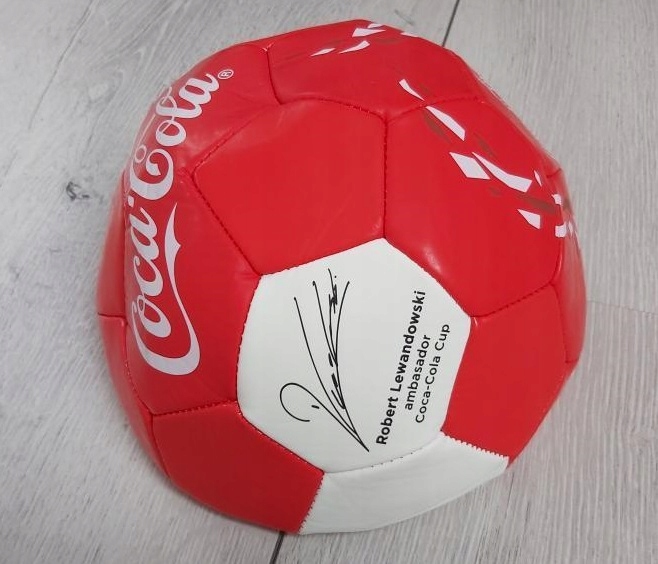 Coca-Cola®
Robert Lewandowski
ambasador
Coca-Cola Cup